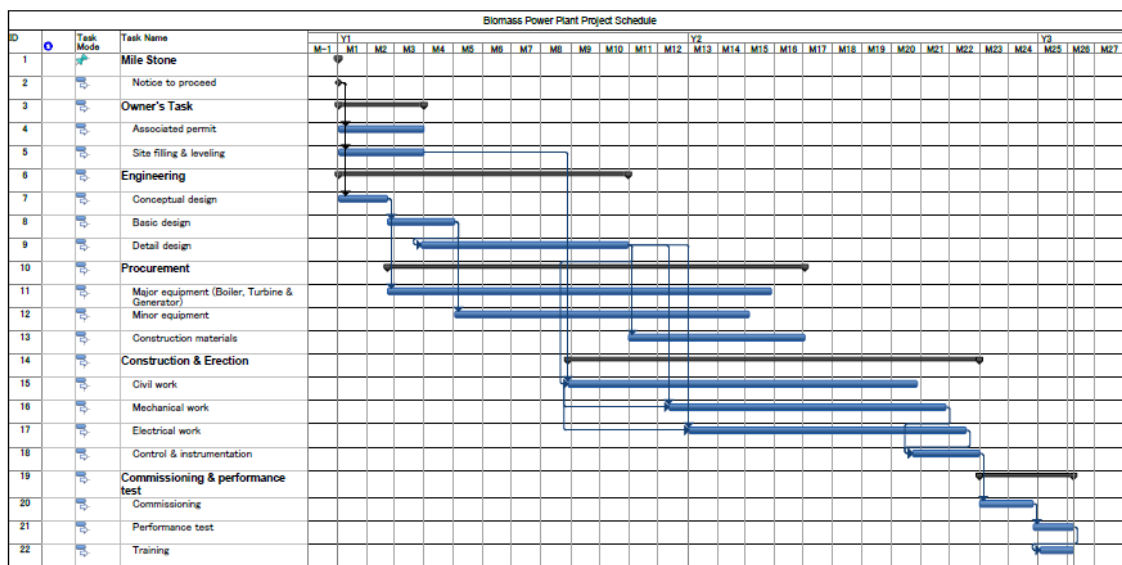 Biomass Power Plant Project Schedule
ID Task Mode Task Name Y1 Y2 Y3
M-1 M1 M2 M3 M4 M5 M6 M7 M8 M9 M10 M11 M12 M13 M14 M15 M16 M17 M18 M19 M20 M21 M22 M23 M24 M25 M26 M27
1 Mile Stone
2 Notice to proceed
3 Owner's Task
4 Associated permit
5 Site filling & leveling
6 Engineering
7 Conceptual design
8 Basic design
9 Detail design
10 Procurement
11 Major equipment (Boiler, Turbine &
Generator)
12 Minor equipment
13 Construction materials
14 Construction & Erection
15 Civil work
16 Mechanical work
17 Electrical work
18 Control & instrumentation
19 Commissioning & performance
test
20 Commissioning
21 Performance test
22 Training